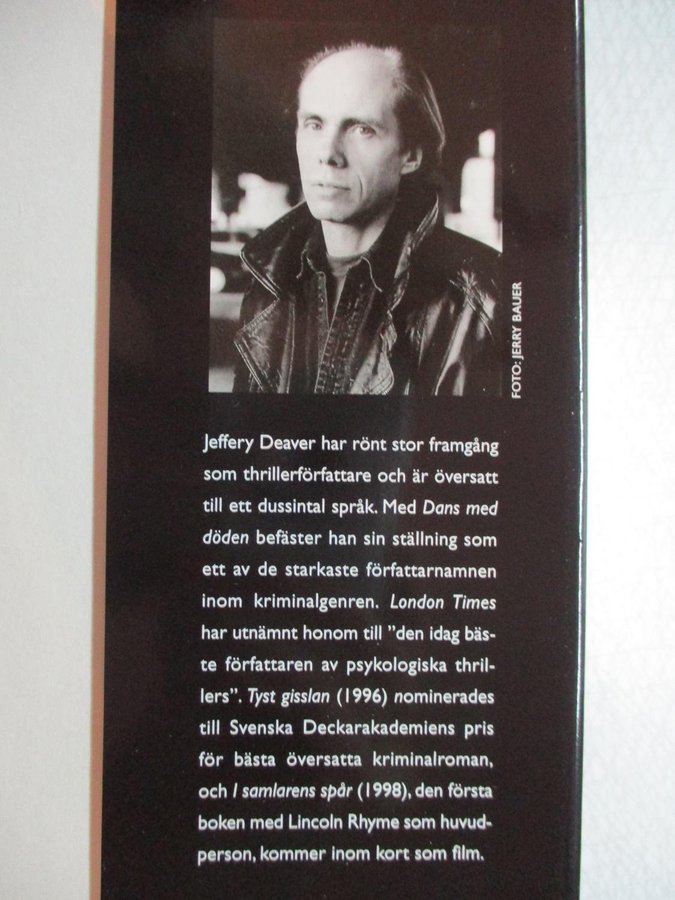 FOTO: JERRY BAUER
Jeffery Deaver har rönt stor framgång
som thrillerförfattare och är översatt
till ett dussintal språk. Med Dans med
döden befäster han sin ställning som
ett av de starkaste författarnamnen
inom kriminalgenren. London Times
har utnämnt honom till ”den idag bäs-
te författaren av psykologiska thril-
lers”. Tyst gisslan (1996) nominerades
till Svenska Deckarakademiens pris
för bästa översatta kriminalroman,
och I samlarens spår (1998), den första
boken med Lincoln Rhyme som huvud-
person, kommer inom kort som film.